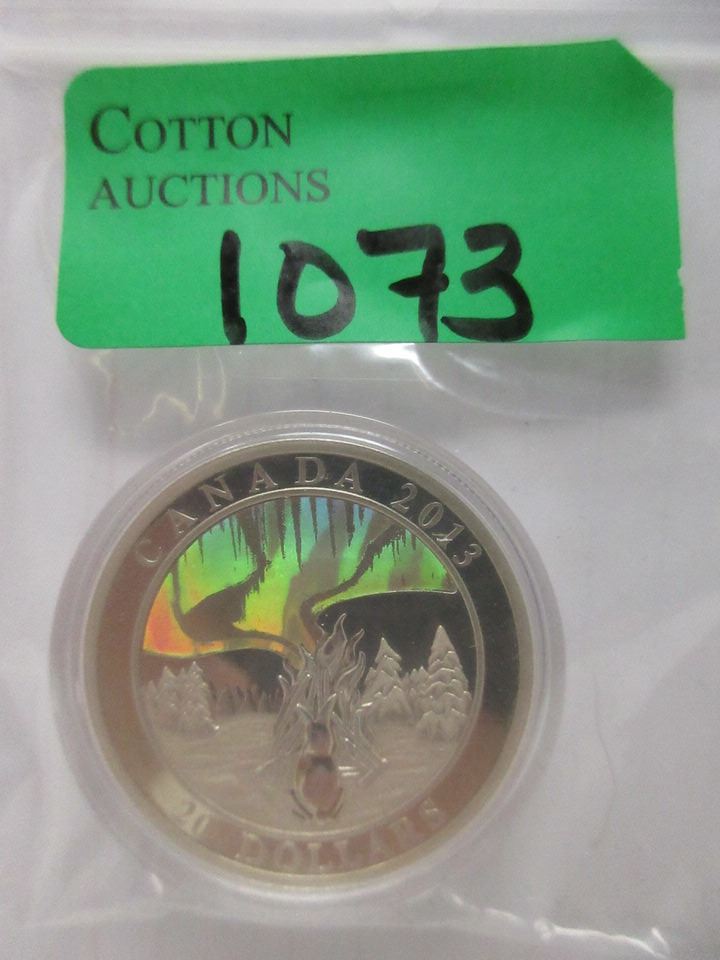 COTTON
AUCTIONS
1073
CANADA 2013
20 DOLLARS